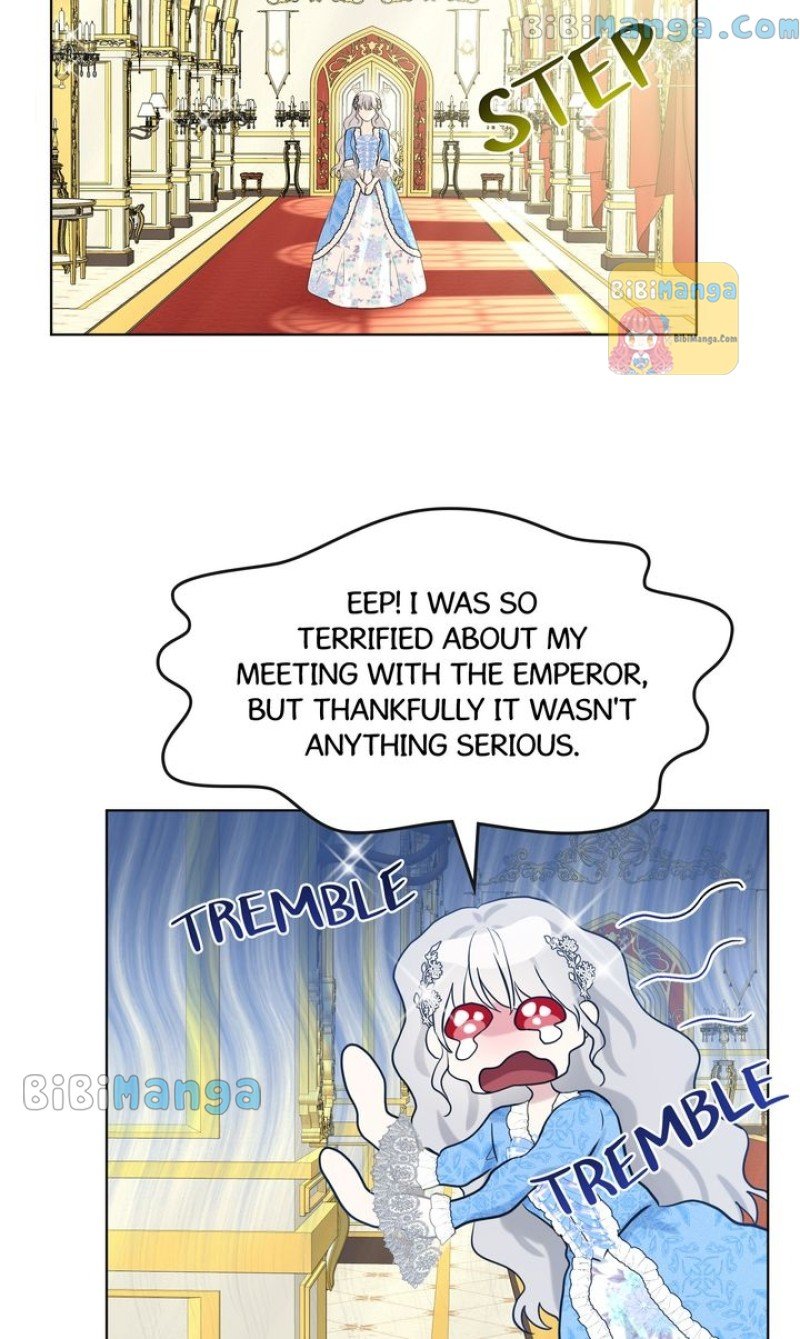 BiBiManga.Com
STEP
BiBiManga
BibiManga.Com
EEP! I WAS SO
TERRIFIED ABOUT MY
MEETING WITH THE EMPEROR,
BUT THANKFULLY IT WASN'T
ANYTHING SERIOUS.
TREMBLE
BiBiManga
TREMBLE